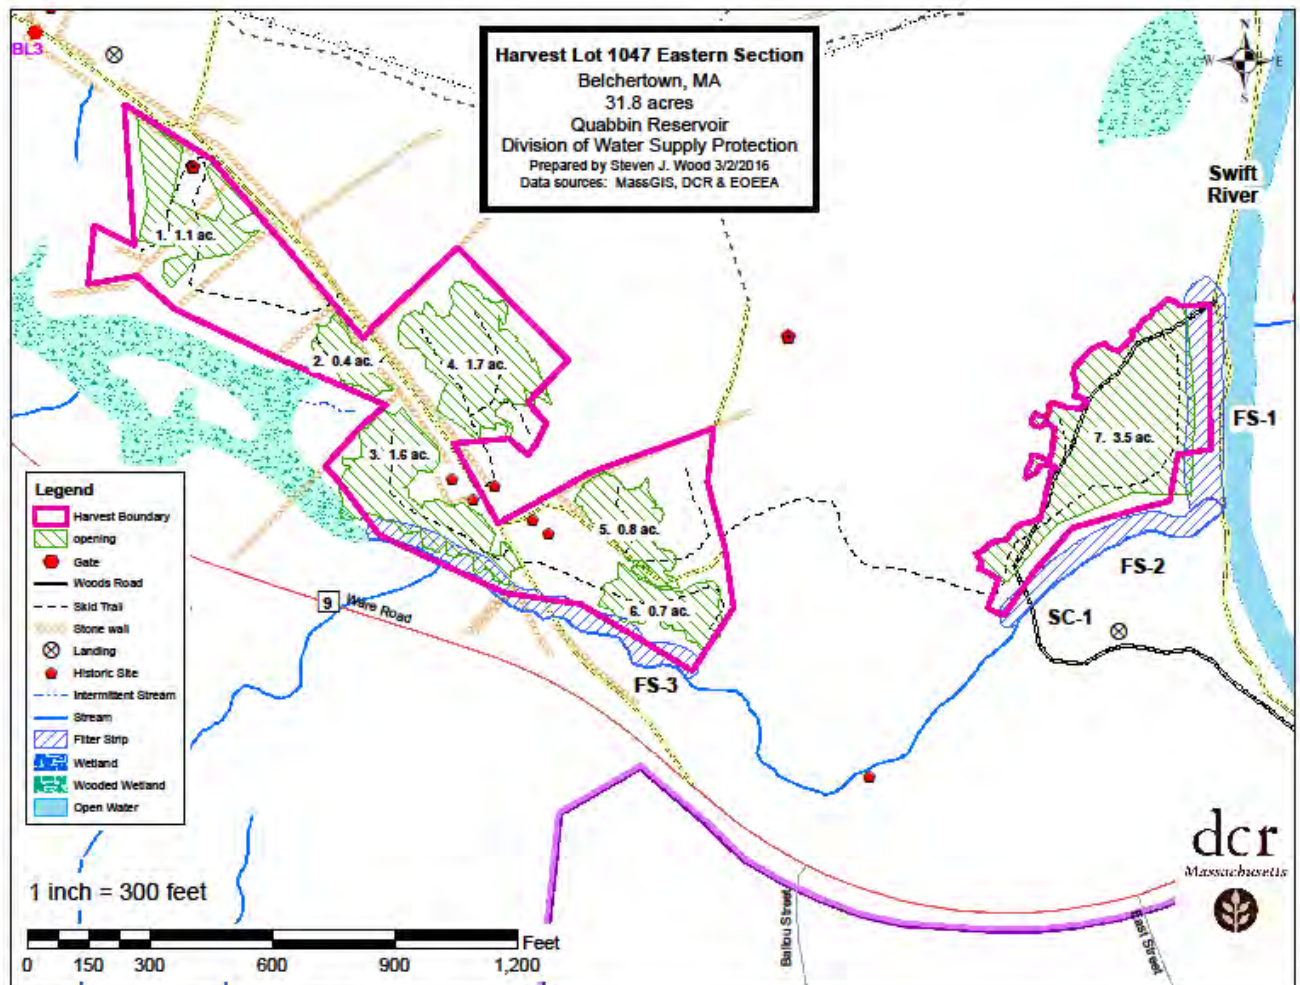 Harvest Lot 1047 Eastern Section
Belchertown, MA
31.8 acres
Quabbin Reservoir
Division of Water Supply Protection
Prepared by Steven J. Wood 3/2/2016
Data sources: MassGIS, DCR & EOEEA
BL3
N
W
E
S
Swift
River
1. 1.1 ac.
2. 0.4 ac.
4. 1.7 ac.
3. 1.6 ac.
5. 0.8 ac.
6. 0.7 ac.
7. 3.5 ac.
FS-1
FS-2
SC-1
FS-3
9
Ware Road
Legend
Harvest Boundary
opening
Gate
Woods Road
Skid Trail
Stone wall
Landing
Historic Site
Intermittent Stream
Stream
Filter Strip
Wetland
Wooded Wetland
Open Water
1 inch = 300 feet
Feet
0 150 300 600 900 1,200
Ballou Street
East Street
dcr
Massachusetts